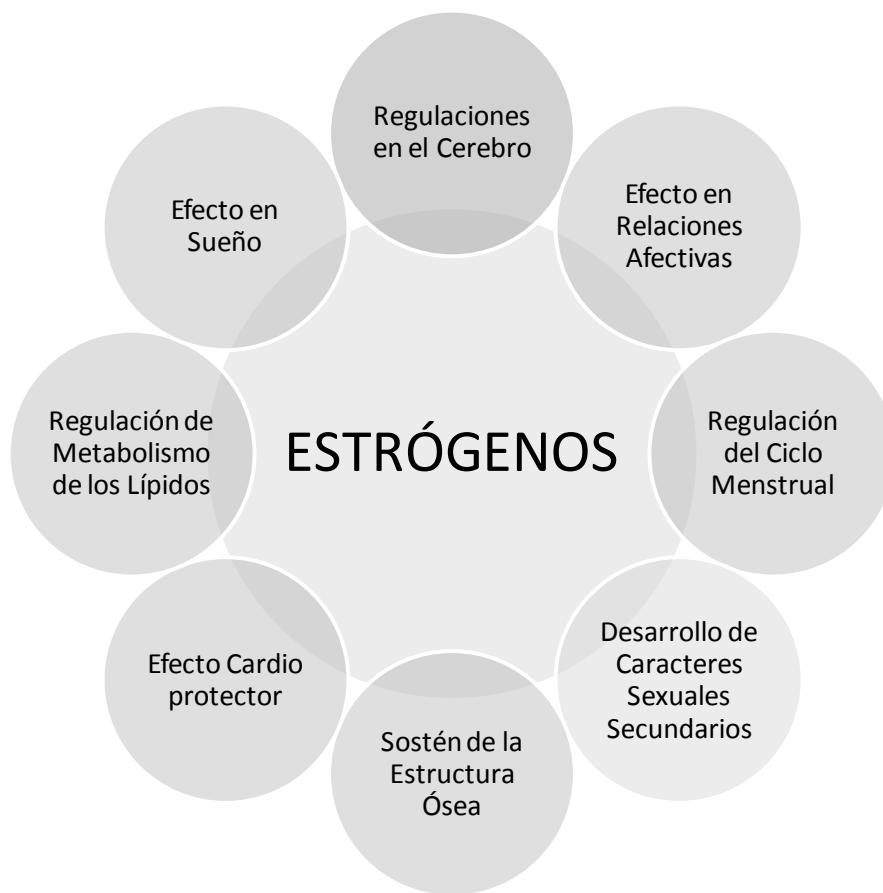 Regulaciones
en el Cerebro
Efecto en
Relaciones
Afectivas
Regulación
del Ciclo
Menstrual
Desarrollo de
Caracteres
Sexuales
Secundarios
Sostén de la
Estructura
Ósea
Efecto Cardio
protector
Regulación de
Metabolismo
de los Lípidos
Efecto en
Sueño
ESTRÓGENOS